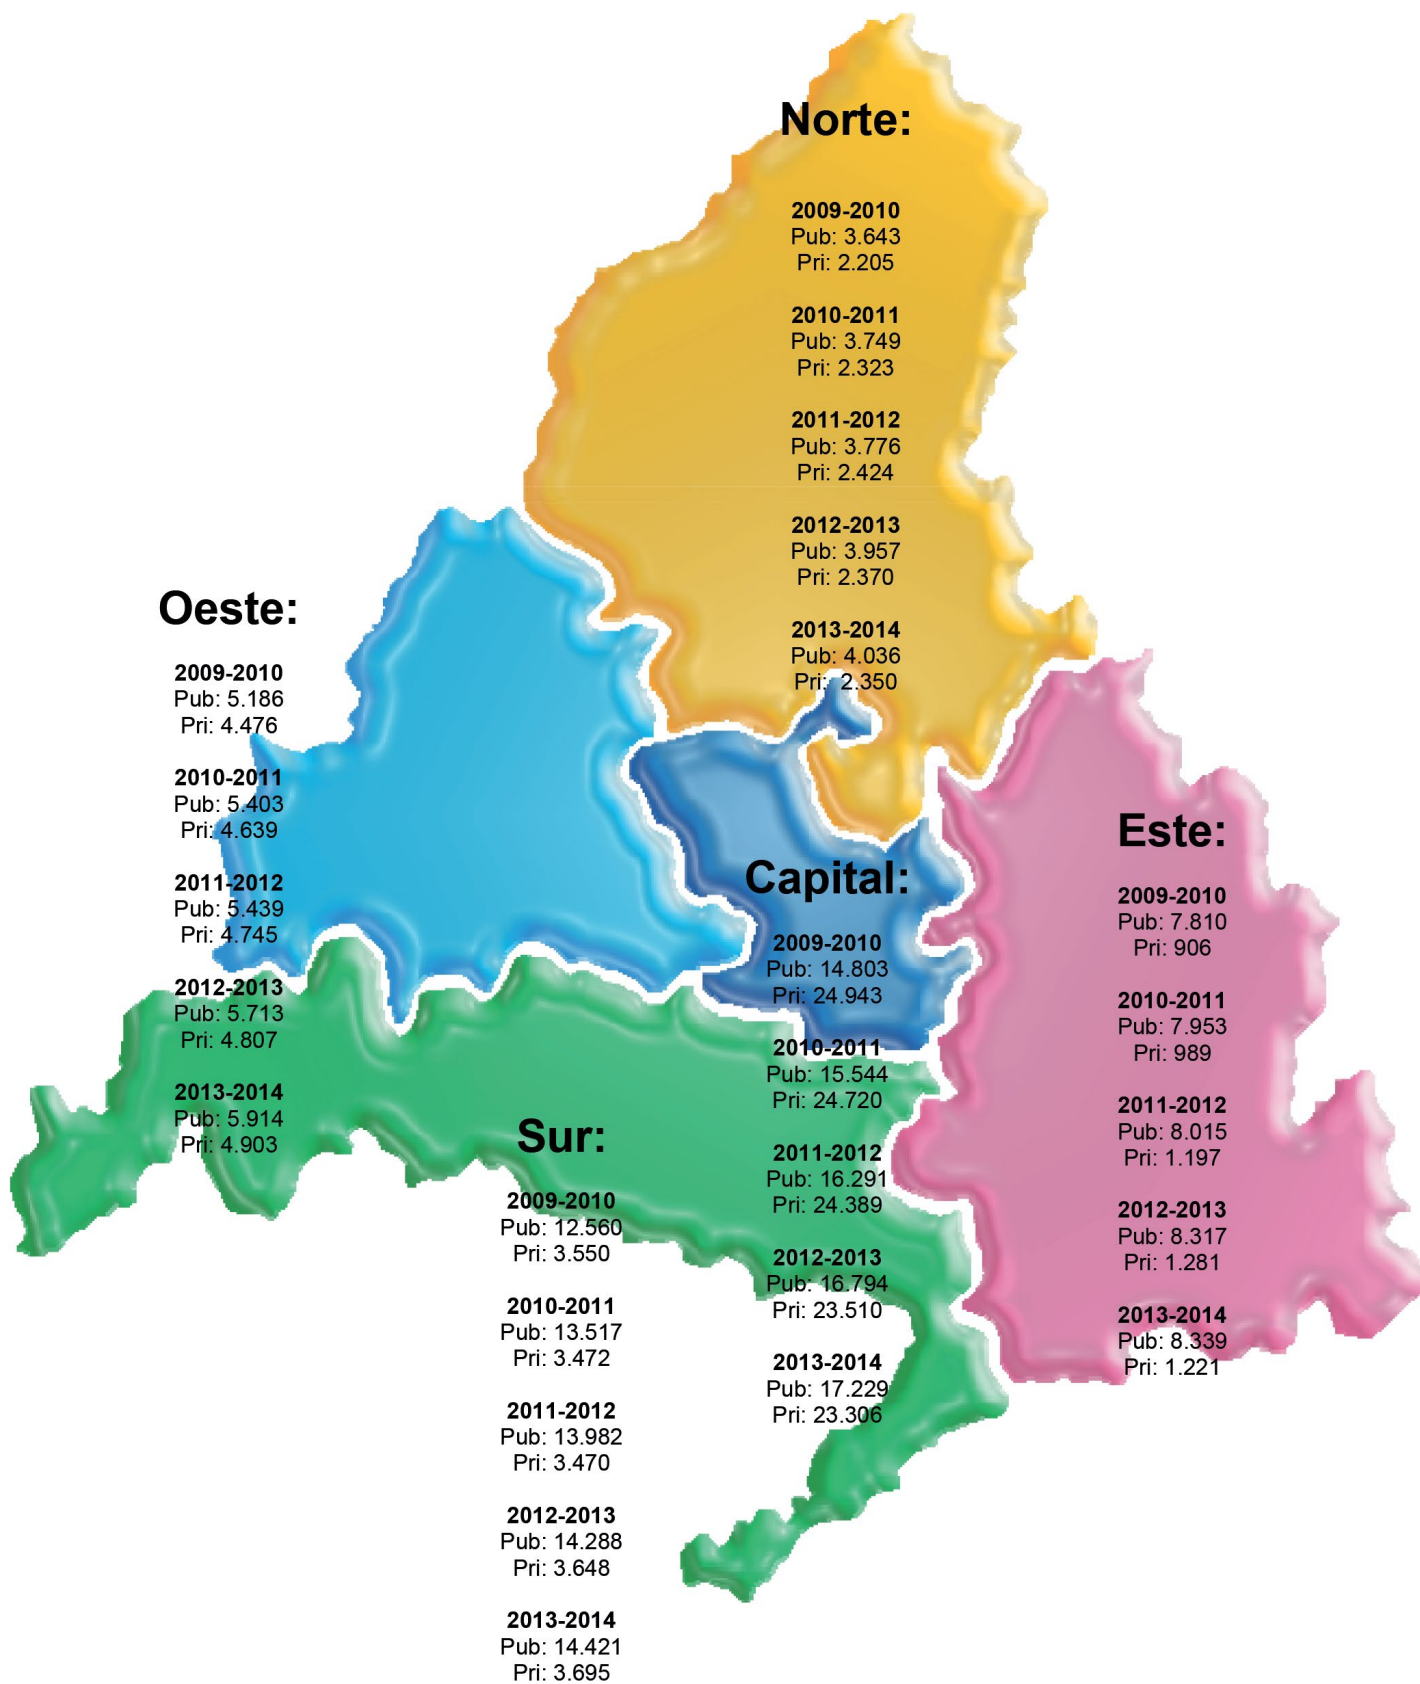 Norte:
2009-2010
Pub: 3.643
Pri: 2.205
2010-2011
Pub: 3.749
Pri: 2.323
2011-2012
Pub: 3.776
Pri: 2.424
2012-2013
Pub: 3.957
Pri: 2.370
2013-2014
Pub: 4.036
Pri: 2.350
Oeste:
2009-2010
Pub: 5.186
Pri: 4.476
2010-2011
Pub: 5.403
Pri: 4.639
2011-2012
Pub: 5.439
Pri: 4.745
2012-2013
Pub: 5.713
Pri: 4.807
2013-2014
Pub: 5.914
Pri: 4.903
Capital:
2009-2010
Pub: 14.803
Pri: 24.943
2010-2011
Pub: 15.544
Pri: 24.720
2011-2012
Pub: 16.291
Pri: 24.389
2012-2013
Pub: 16.794
Pri: 23.510
2013-2014
Pub: 17.229
Pri: 23.306
Este:
2009-2010
Pub: 7.810
Pri: 906
2010-2011
Pub: 7.953
Pri: 989
2011-2012
Pub: 8.015
Pri: 1.197
2012-2013
Pub: 8.317
Pri: 1.281
2013-2014
Pub: 8.339
Pri: 1.221
Sur:
2009-2010
Pub: 12.560
Pri: 3.550
2010-2011
Pub: 13.517
Pri: 3.472
2011-2012
Pub: 13.982
Pri: 3.470
2012-2013
Pub: 14.288
Pri: 3.648
2013-2014
Pub: 14.421
Pri: 3.695